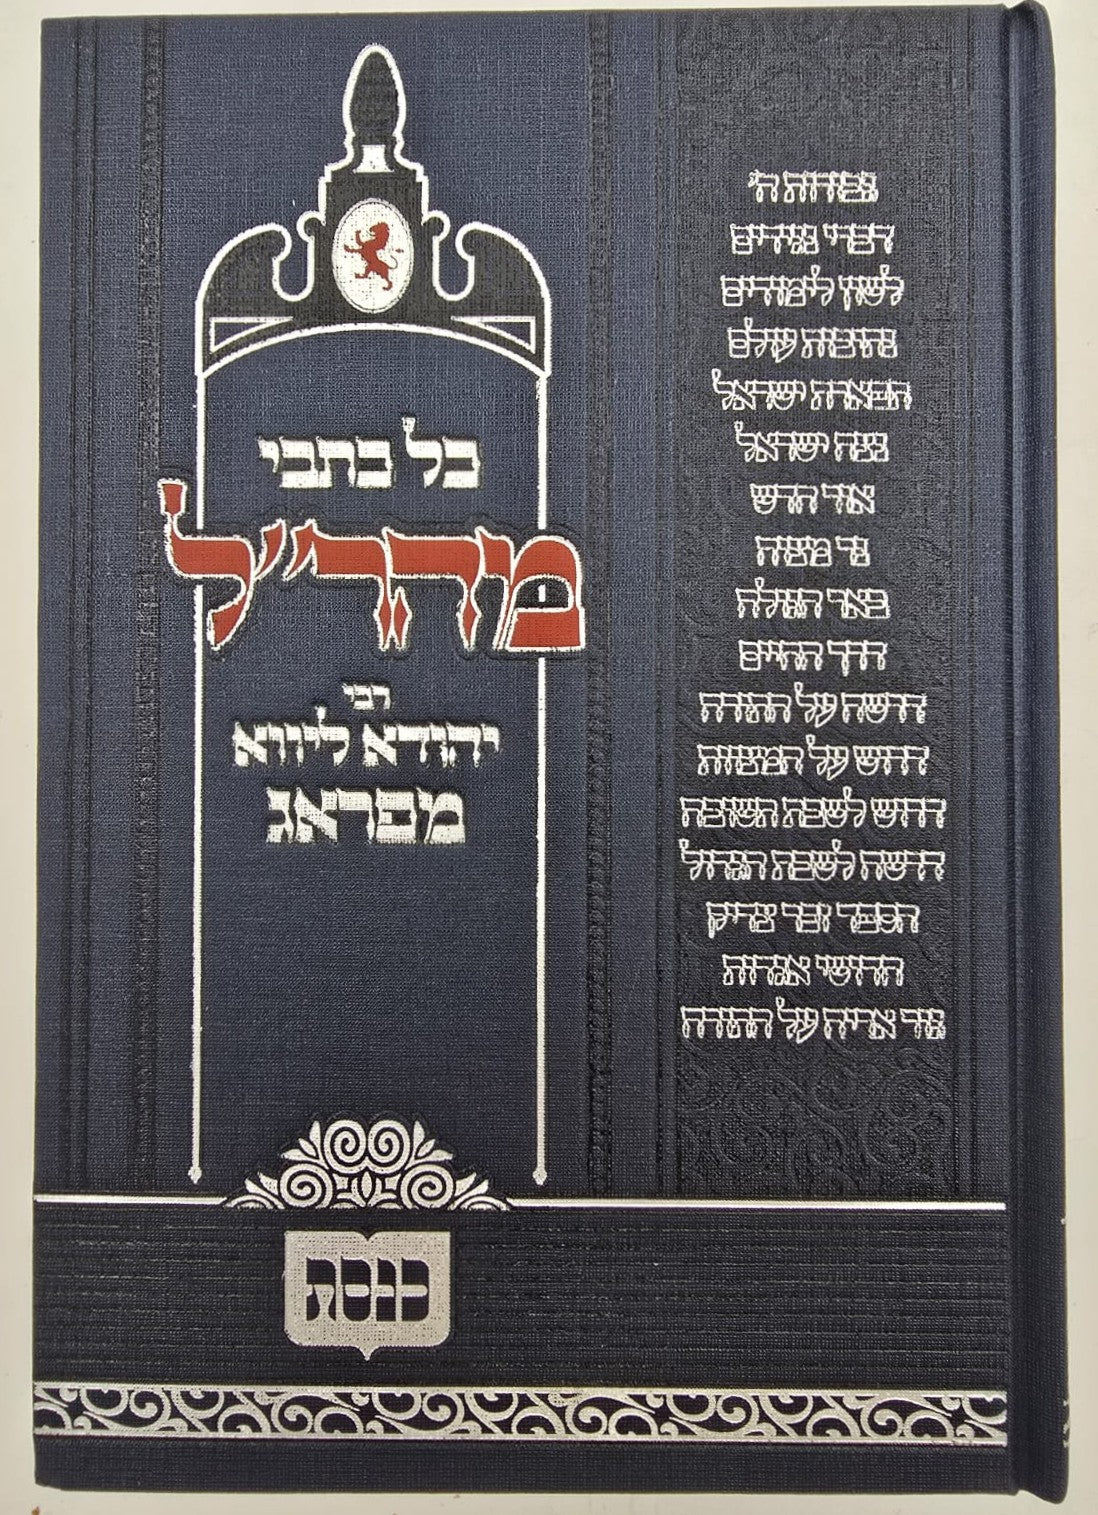 כל כתבי
מהר״ל
רבי
יהודא ליווא
מפראג
גבורות ה׳
דברי נגידים
לשון לימודים
נתיבות עולם
תפארת ישראל
נצח ישראל
אור חדש
נר מצוה
באר הגולה
דרך החיים
דרשה על התורה
דרוש על המצוות
דרוש לשבת תשובה
דרשה לשבת הגדול
הספד זכר צדיק
חדושי אגדות
גור אריה על התורה
כנסת